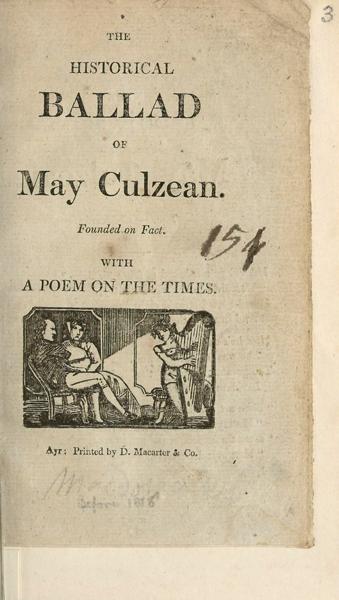 3
THE
HISTORICAL
BALLAD
OF
May Culzean.
Founded on Fact.
154
WITH
A POEM ON THE TIMES.
Ayr: Printed by D. Macarter & Co.
before 1816